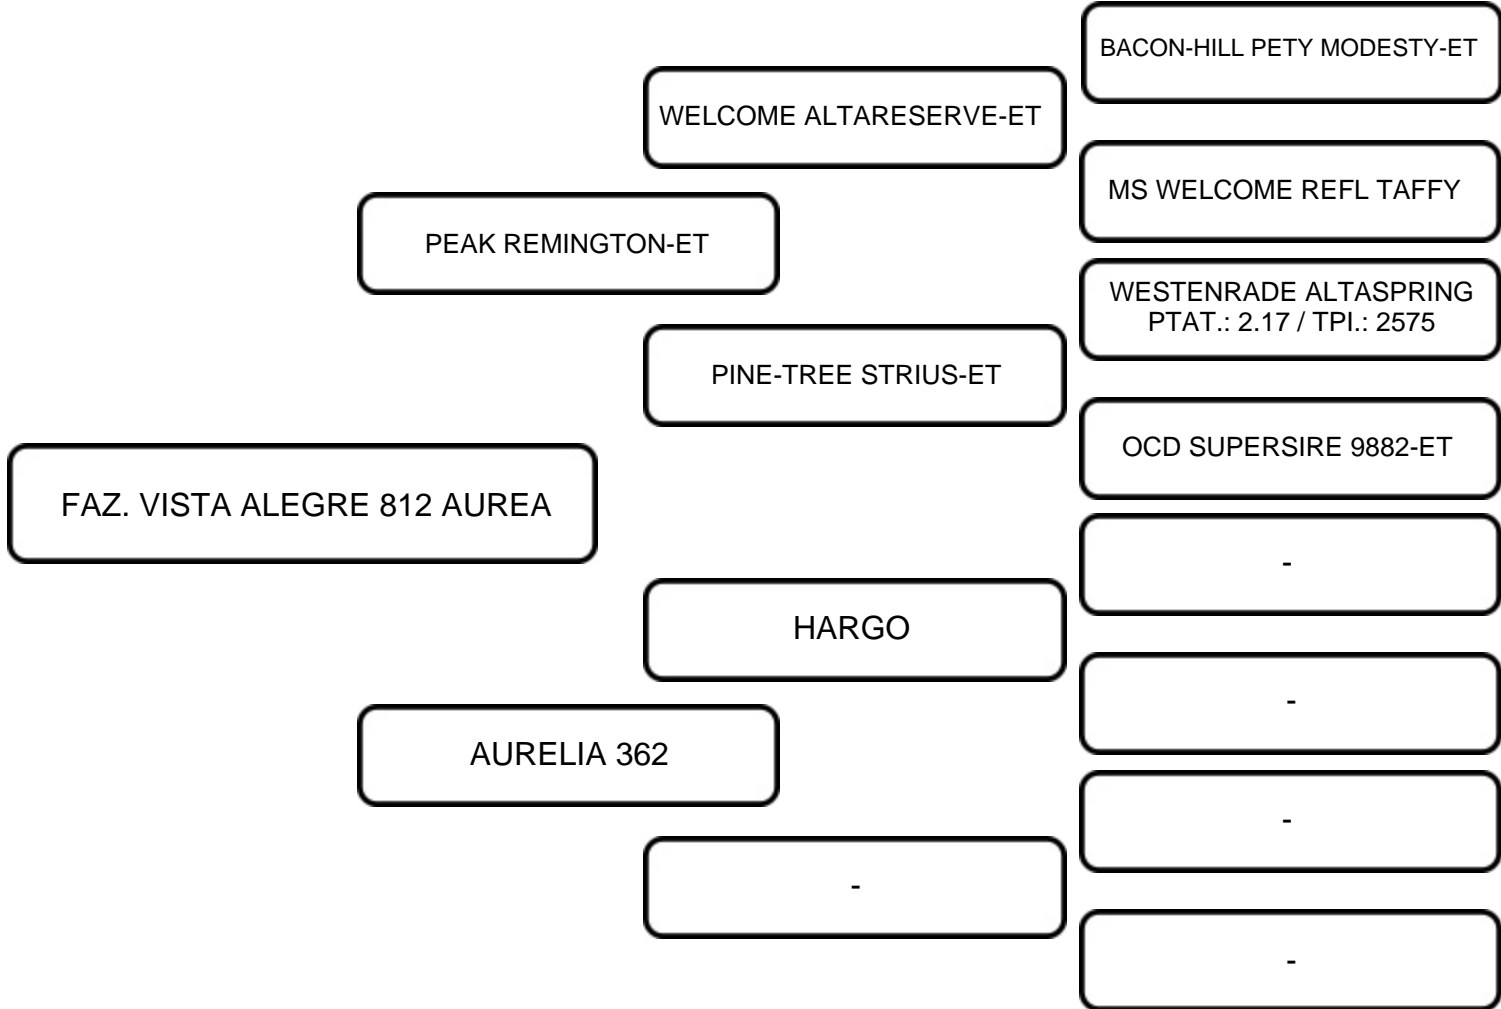 BACON-HILL PETY MODESTY-ET
WELCOME ALTARESERVE-ET
MS WELCOME REFL TAFFY
PEAK REMINGTON-ET
WESTENRADE ALTASPRING
PTAT.: 2.17 / TPI.: 2575
PINE-TREE STRIUS-ET
OCD SUPERSIRE 9882-ET
FAZ. VISTA ALEGRE 812 AUREA
-
HARGO
-
AURELIA 362
-
-
-